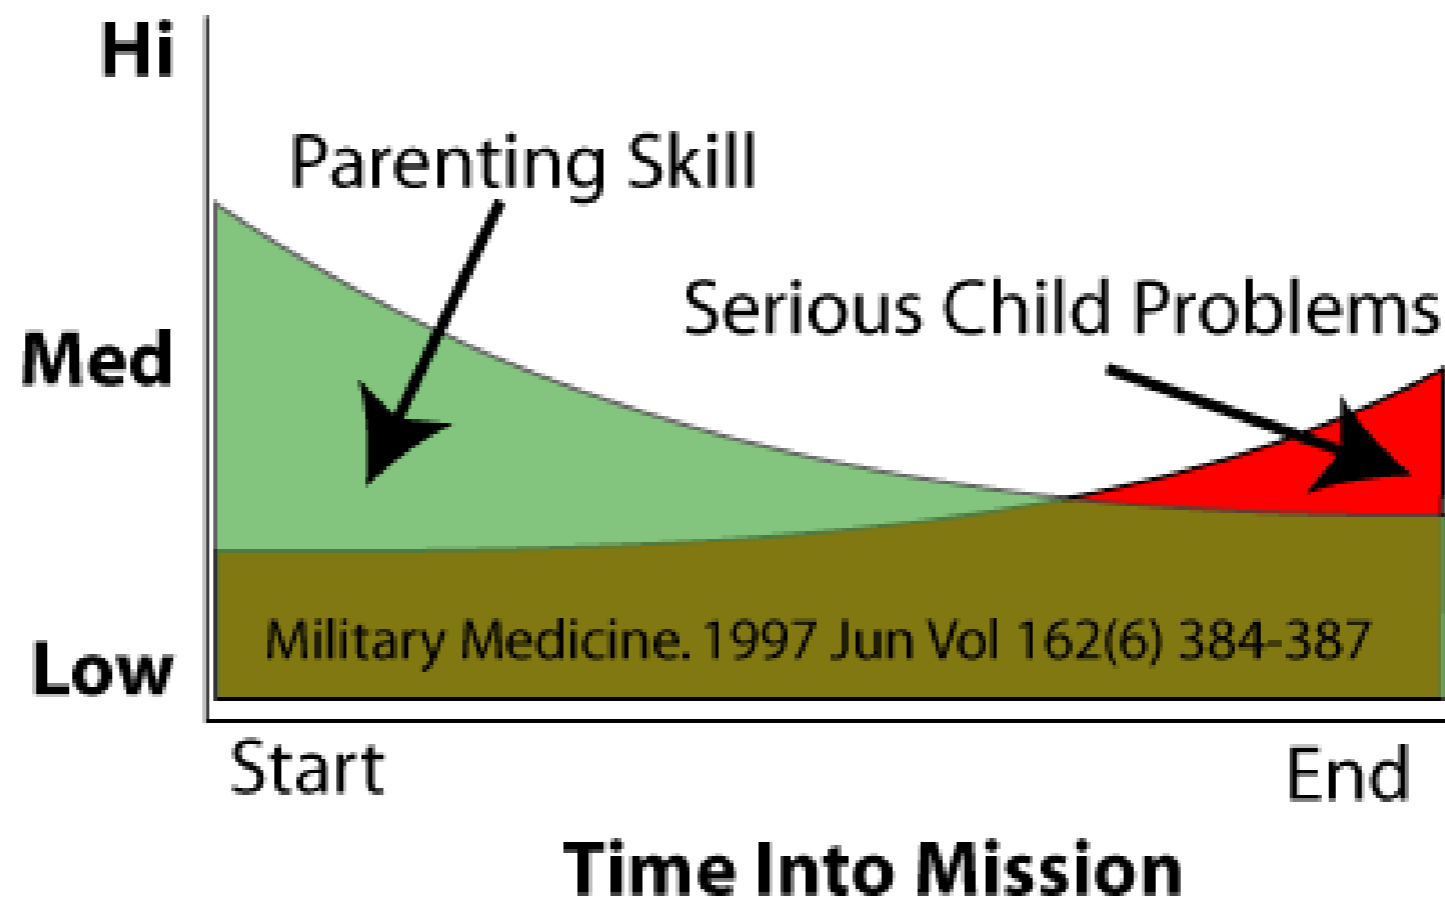 Hi
Parenting Skill
Serious Child Problems
Med
Military Medicine. 1997 Jun Vol 162(6) 384-387
Low
Start
End
Time Into Mission